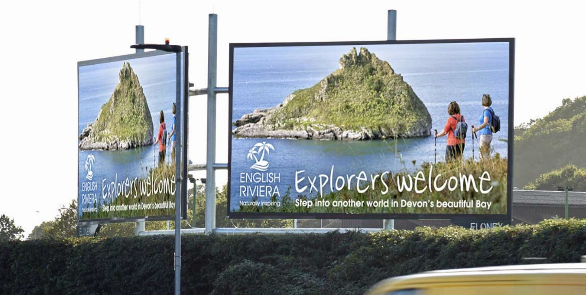 ENGLISH
RIVIERA
Naturally Inspiring
Explorers welcome
Step into another world in Devon's beautiful Bay
ENGLISH
RIVIERA
Explorers welcome
Step into another world in Devon's beautiful Bay